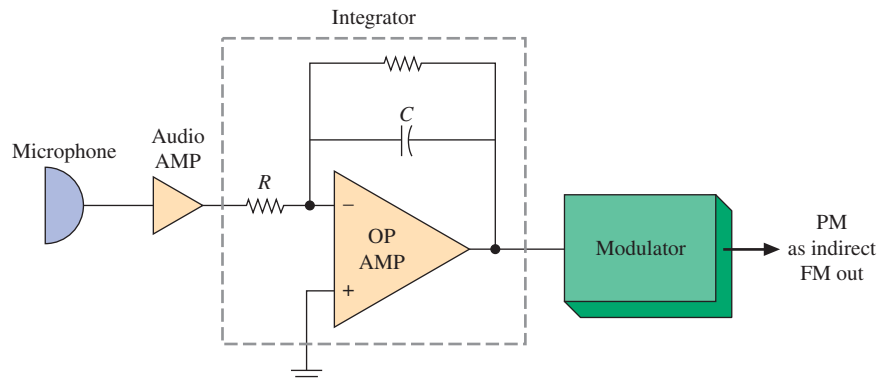 Integrator
C
Audio
AMP
Microphone
R
−
OP
AMP
+
Modulator
PM
as indirect
FM out